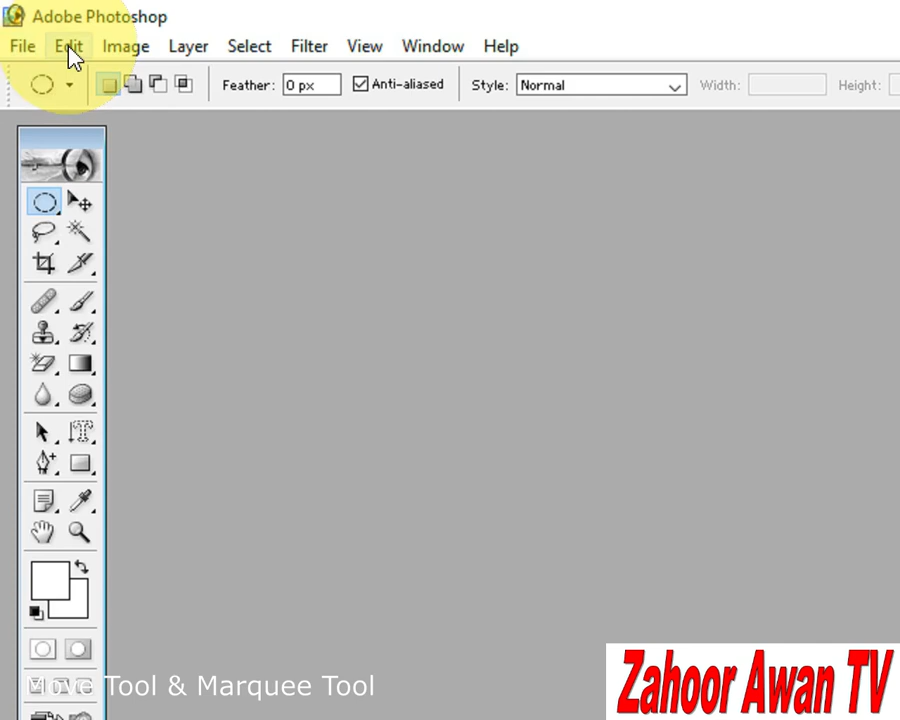 Adobe Photoshop
File Edit Image Layer Select Filter View Window Help
Feather: 0 px Anti-aliased Style: Normal Width: Height:
Move Tool & Marquee Tool
Zahoor Awan TV